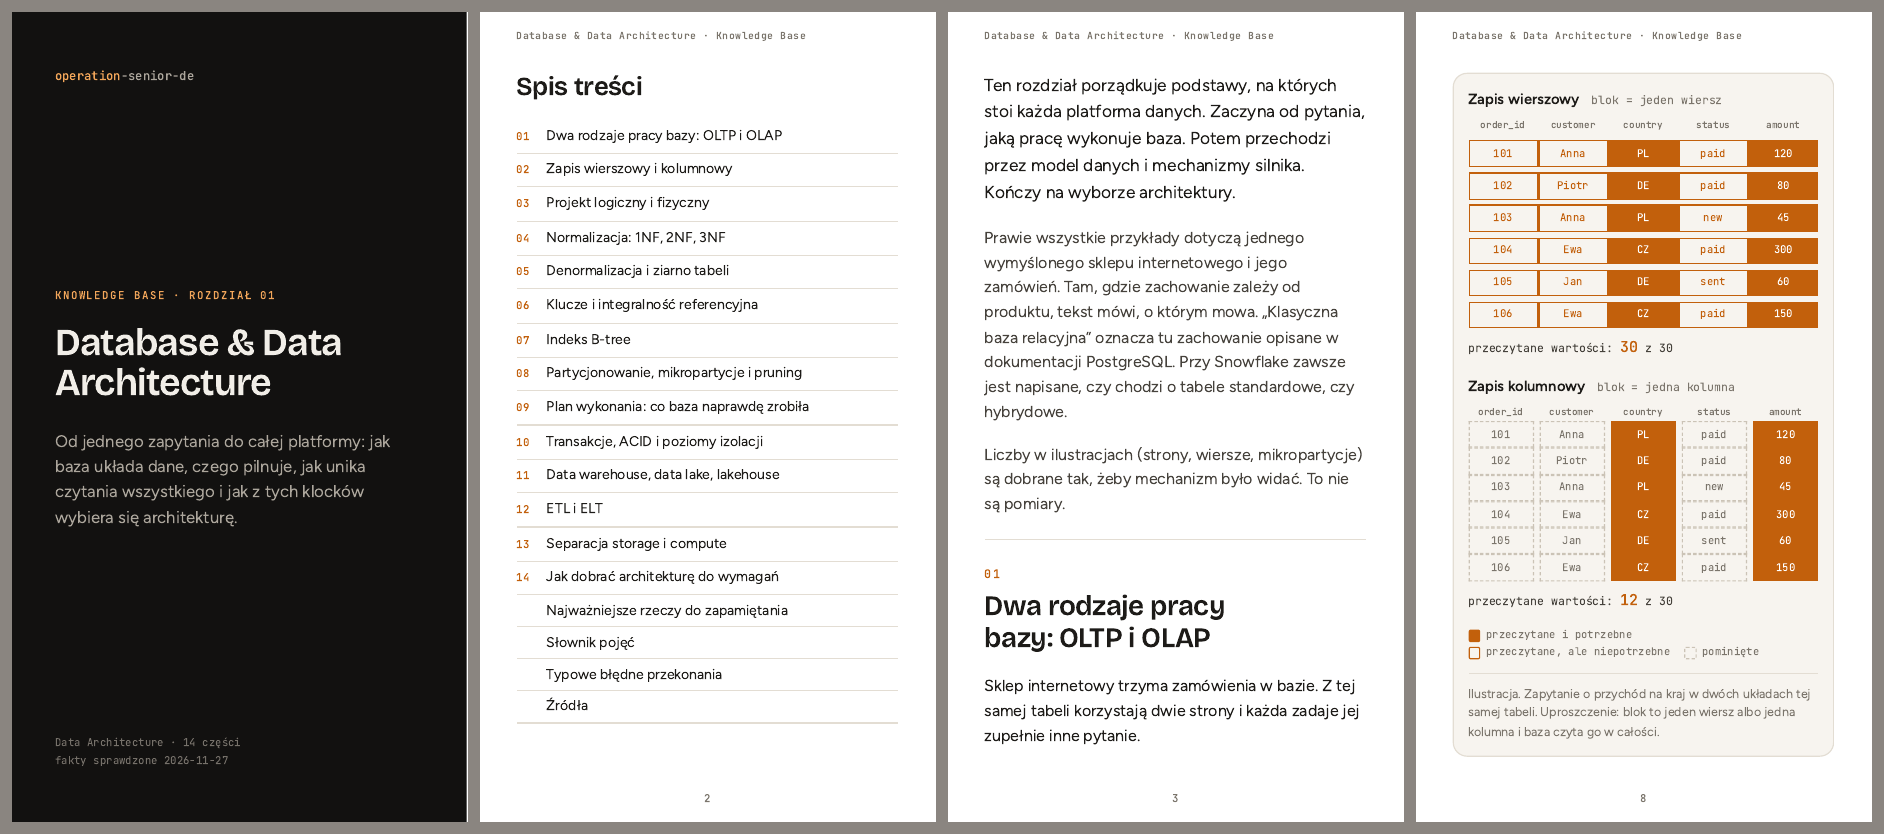 operation-senior-de
KNOWLEDGE BASE · ROZDZIAŁ 01
Database & Data
Architecture
Od jednego zapytania do całej platformy: jak
baza układa dane, czego pilnuje, jak unika
czytania wszystkiego i jak z tych klocków
wybiera się architekturę.
Data Architecture · 14 części
fakty sprawdzone 2026-11-27
Database & Data Architecture · Knowledge Base
Spis treści
01 Dwa rodzaje pracy bazy: OLTP i OLAP
02 Zapis wierszowy i kolumnowy
03 Projekt logiczny i fizyczny
04 Normalizacja: 1NF, 2NF, 3NF
05 Denormalizacja i ziarno tabeli
06 Klucze i integralność referencyjna
07 Indeks B-tree
08 Partycjonowanie, mikropartycje i pruning
09 Plan wykonania: co baza naprawdę zrobiła
10 Transakcje, ACID i poziomy izolacji
11 Data warehouse, data lake, lakehouse
12 ETL i ELT
13 Separacja storage i compute
14 Jak dobrać architekturę do wymagań
Najważniejsze rzeczy do zapamiętania
Słownik pojęć
Typowe błędne przekonania
Źródła
2
Database & Data Architecture · Knowledge Base
Ten rozdział porządkuje podstawy, na których
stoi każda platforma danych. Zaczyna od pytania,
jaką pracę wykonuje baza. Potem przechodzi
przez model danych i mechanizmy silnika.
Kończy na wyborze architektury.
Prawie wszystkie przykłady dotyczą jednego
wymyślonego sklepu internetowego i jego
zamówień. Tam, gdzie zachowanie zależy od
produktu, tekst mówi, o którym mowa. „Klasyczna
baza relacyjna” oznacza tu zachowanie opisane w
dokumentacji PostgreSQL. Przy Snowflake zawsze
jest napisane, czy chodzi o tabele standardowe, czy
hybrydowe.
Liczby w ilustracjach (strony, wiersze, mikropartycje)
są dobrane tak, żeby mechanizm było widać. To nie
są pomiary.
01
Dwa rodzaje pracy
bazy: OLTP i OLAP
Sklep internetowy trzyma zamówienia w bazie. Z tej
samej tabeli korzystają dwie strony i każda zadaje jej
zupełnie inne pytanie.
3
Database & Data Architecture · Knowledge Base
Zapis wierszowy blok = jeden wiersz
order_id customer country status amount
101 Anna PL paid 120
102 Piotr DE paid 80
103 Anna PL new 45
104 Ewa CZ paid 300
105 Jan DE sent 60
106 Ewa CZ paid 150
przeczytane wartości: 30 z 30
Zapis kolumnowy blok = jedna kolumna
order_id customer country status amount
101 Anna PL paid 120
102 Piotr DE paid 80
103 Anna PL new 45
104 Ewa CZ paid 300
105 Jan DE sent 60
106 Ewa CZ paid 150
przeczytane wartości: 12 z 30
przeczytane i potrzebne
przeczytane, ale niepotrzebne pominięte
Ilustracja. Zapytanie o przychód na kraj w dwóch układach tej
samej tabeli. Uproszczenie: blok to jeden wiersz albo jedna
kolumna i baza czyta go w całości.
8